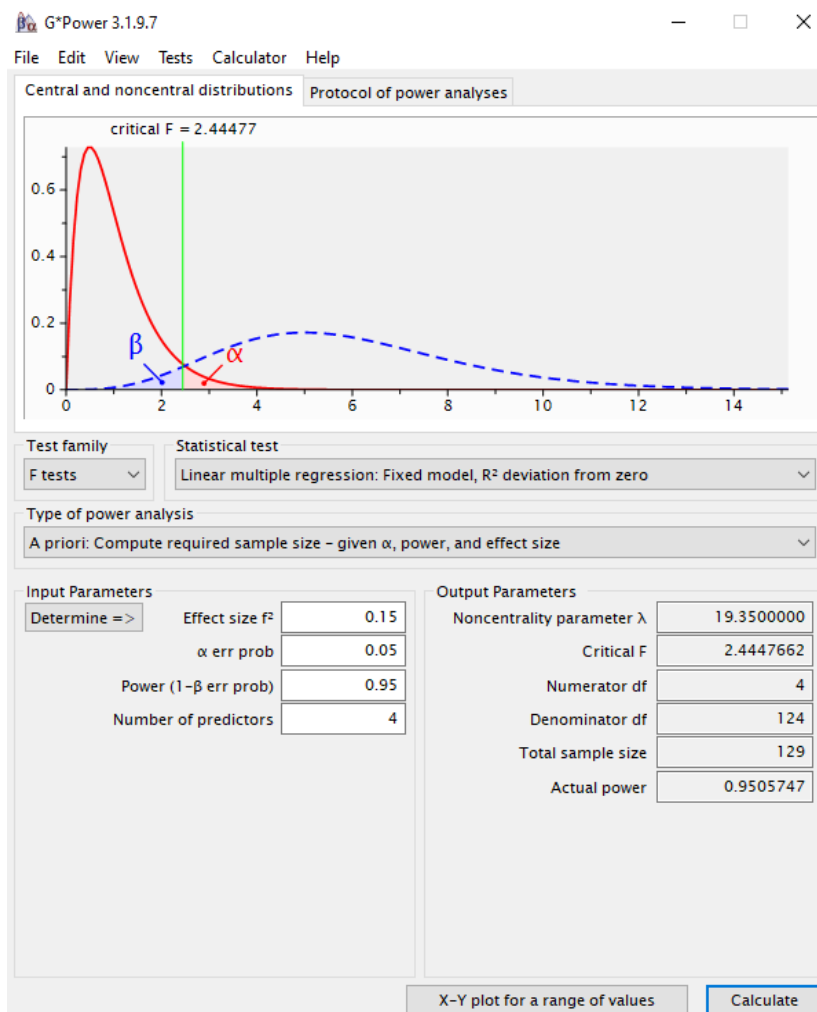 G*Power 3.1.9.7
File Edit View Tests Calculator Help
Central and noncentral distributions Protocol of power analyses
critical F = 2.44477
0.6
0.4
0.2
0
β
α
0 2 4 6 8 10 12 14
Test family Statistical test
F tests Linear multiple regression: Fixed model, R² deviation from zero
Type of power analysis
A priori: Compute required sample size – given α, power, and effect size
Input Parameters
Determine =>
Effect size f² 0.15
α err prob 0.05
Power (1-β err prob) 0.95
Number of predictors 4
Output Parameters
Noncentrality parameter λ 19.3500000
Critical F 2.4447662
Numerator df 4
Denominator df 124
Total sample size 129
Actual power 0.9505747
X-Y plot for a range of values Calculate